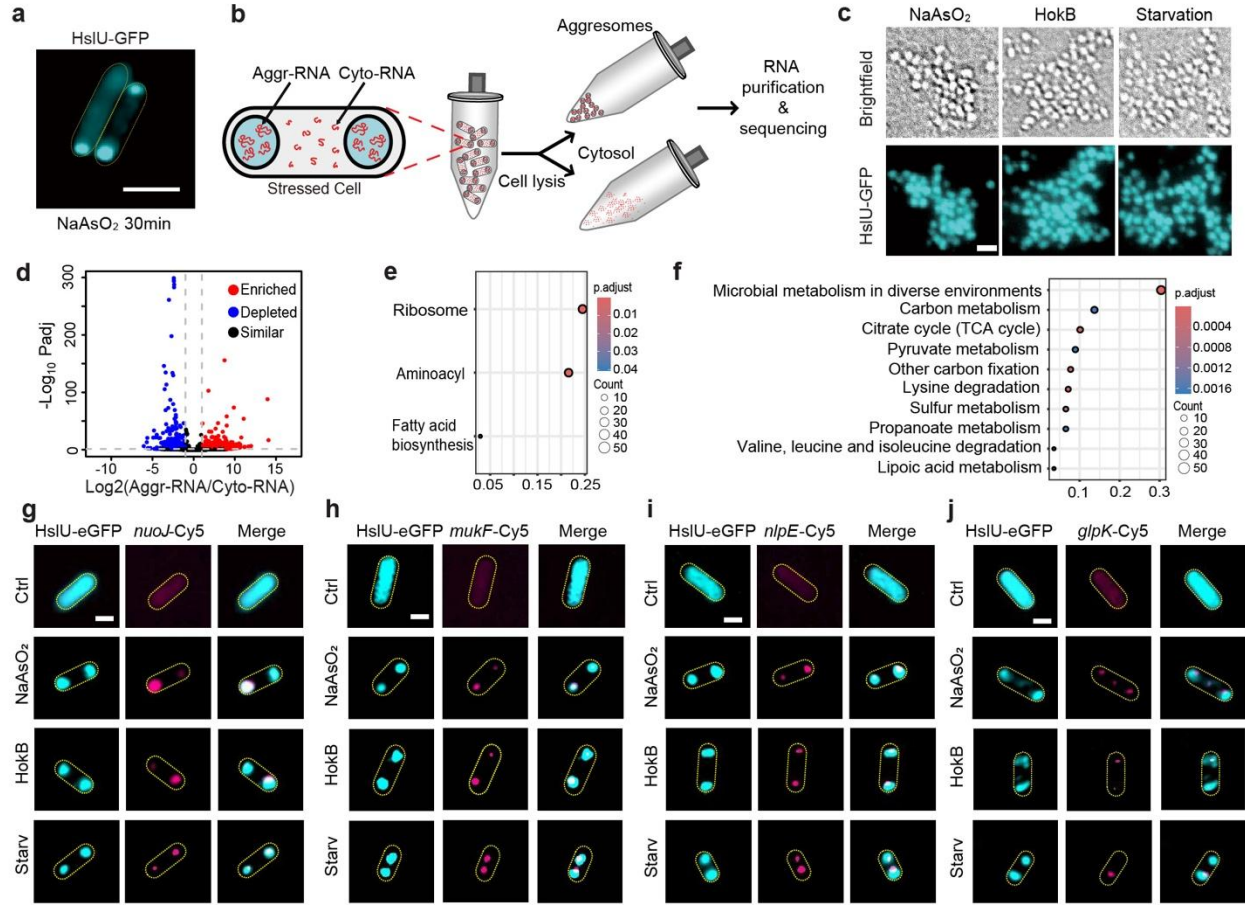 a
HslU-GFP
NaAsO₂ 30min
b
Aggr-RNA
Cyto-RNA
Stressed Cell
Cell lysis
Aggresomes
Cytosol
RNA
purification
&
sequencing
c
NaAsO₂
HokB
Starvation
Brightfield
HslU-GFP
d
-Log₁₀ Padj
300
200
100
0
Enriched
Depleted
Similar
-10
-5
0
5
10
15
Log2(Aggr-RNA/Cyto-RNA)
e
Ribosome
Aminoacyl
Fatty acid
biosynthesis
0.05
0.15
0.25
p.adjust
0.01
0.02
0.03
0.04
Count
10
20
30
40
50
f
Microbial metabolism in diverse environments
Carbon metabolism
Citrate cycle (TCA cycle)
Pyruvate metabolism
Other carbon fixation
Lysine degradation
Sulfur metabolism
Propanoate metabolism
Valine, leucine and isoleucine degradation
Lipoic acid metabolism
0.1
0.3
p.adjust
0.0004
0.0008
0.0012
0.0016
Count
10
20
30
40
50
g
HslU-eGFP
nuoJ-Cy5
Merge
Ctrl
NaAsO₂
HokB
Starv
h
HslU-eGFP
mukF-Cy5
Merge
Ctrl
NaAsO₂
HokB
Starv
i
HslU-eGFP
nlpE-Cy5
Merge
Ctrl
NaAsO₂
HokB
Starv
j
HslU-eGFP
glpK-Cy5
Merge
Ctrl
NaAsO₂
HokB
Starv